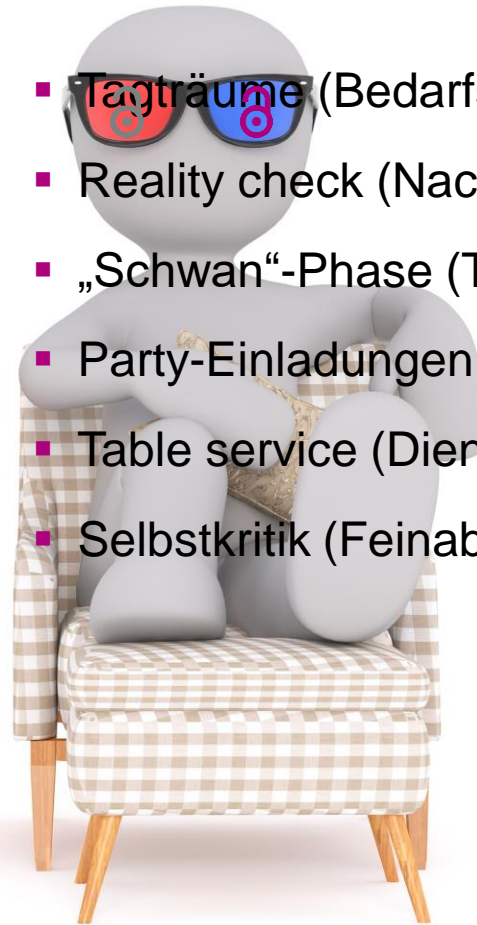 ▪ Tagträume (Bedarfs
▪ Reality check (Nac
▪ „Schwan“-Phase (T
▪ Party-Einladungen
▪ Table service (Dien
▪ Selbstkritik (Feinab